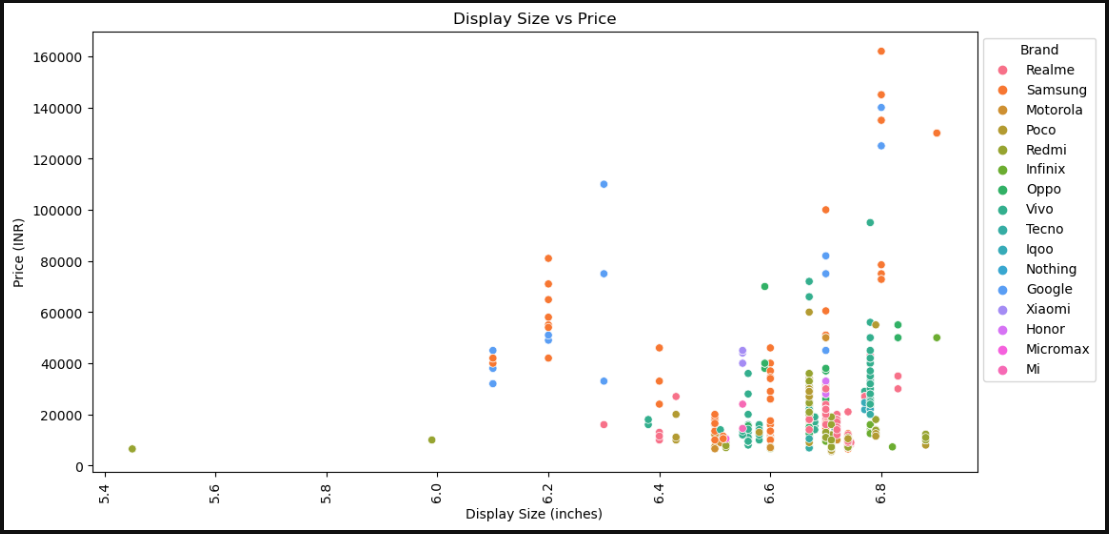 Display Size vs Price
Price (INR)
160000
140000
120000
100000
80000
60000
40000
20000
0
5.4
5.6
5.8
6.0
6.2
6.4
6.6
6.8
Display Size (inches)
Brand
Realme
Samsung
Motorola
Poco
Redmi
Infinix
Oppo
Vivo
Tecno
Iqoo
Nothing
Google
Xiaomi
Honor
Micromax
Mi